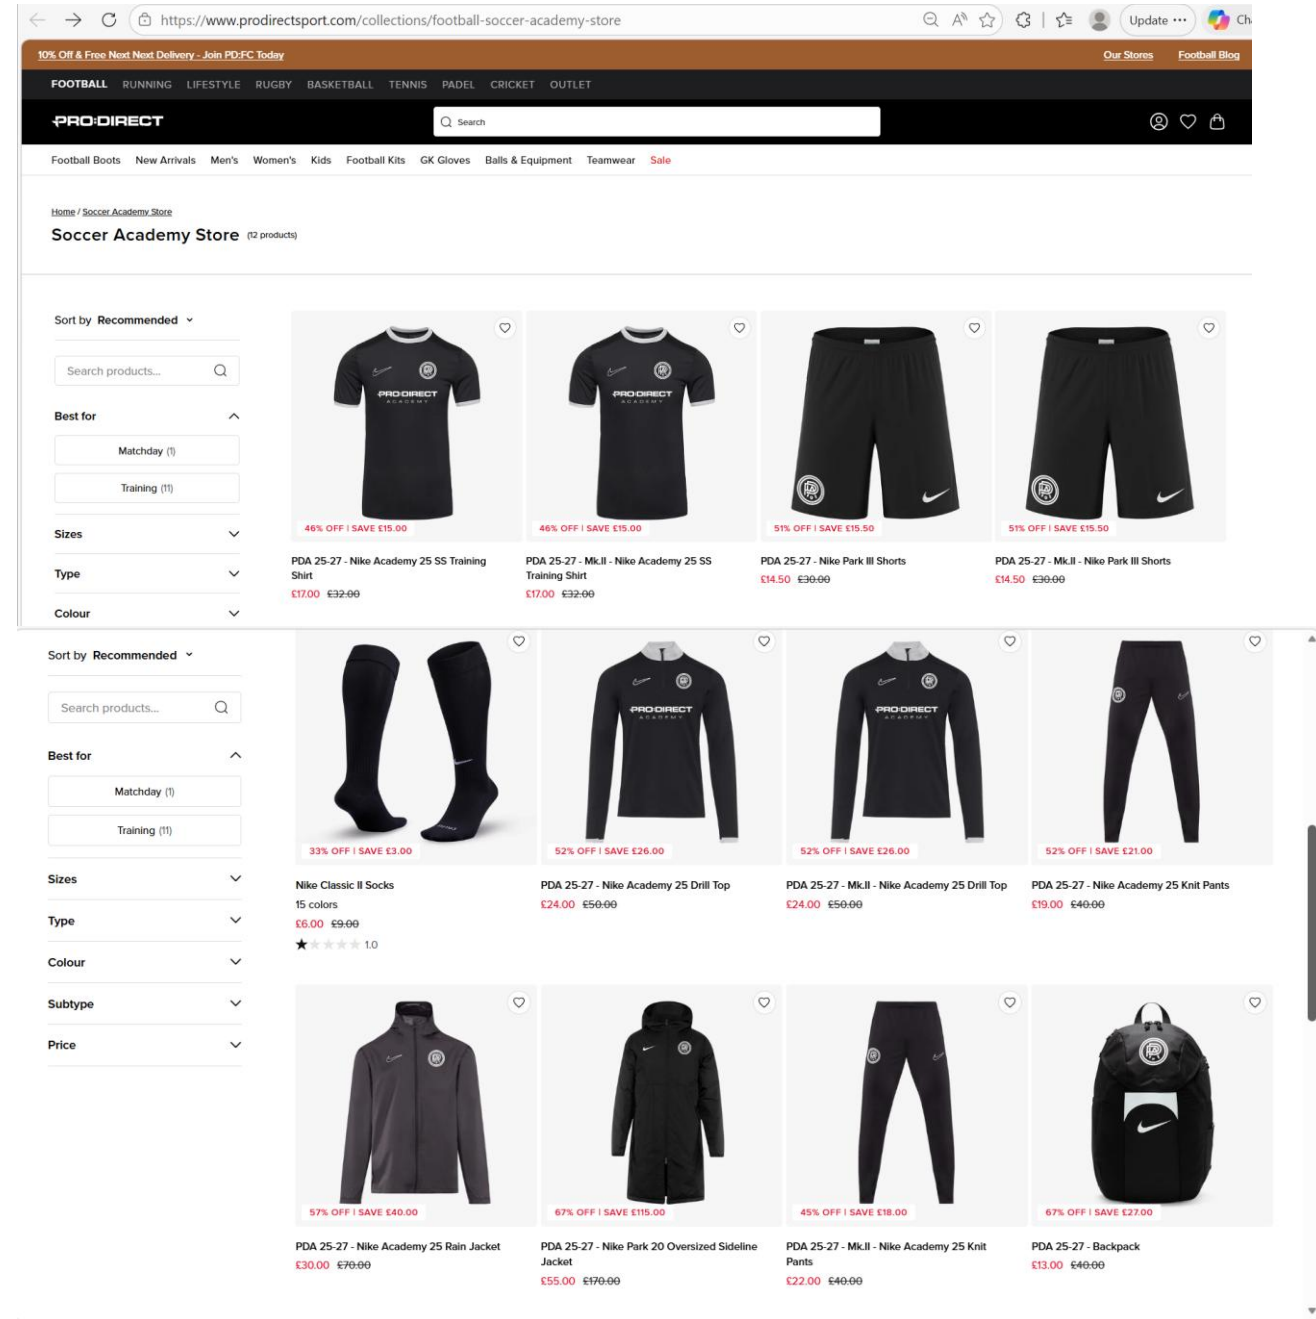 https://www.prodirectsport.com/collections/football-soccer-academy-store
Update
10% Off & Free Next Next Delivery - Join PD:FC Today
Our Stores
Football Blog
FOOTBALL RUNNING LIFESTYLE RUGBY BASKETBALL TENNIS PADEL CRICKET OUTLET
PRO:DIRECT
Search
Football Boots New Arrivals Men's Women's Kids Football Kits GK Gloves Balls & Equipment Teamwear Sale
Home / Soccer Academy Store
Soccer Academy Store (12 products)
Sort by Recommended
Search products...
Best for
Matchday (1)
Training (11)
Sizes
Type
Colour
PRO:DIRECT
ACADEMY
46% OFF | SAVE £15.00
PDA 25-27 - Nike Academy 25 SS Training
Shirt
£17.00 £32.00
PRO:DIRECT
ACADEMY
46% OFF | SAVE £15.00
PDA 25-27 - Mk.II - Nike Academy 25 SS
Training Shirt
£17.00 £32.00
51% OFF | SAVE £15.50
PDA 25-27 - Nike Park III Shorts
£14.50 £30.00
51% OFF | SAVE £15.50
PDA 25-27 - Mk.II - Nike Park III Shorts
£14.50 £30.00
Sort by Recommended
Search products...
Best for
Matchday (1)
Training (11)
Sizes
Type
Colour
Subtype
Price
33% OFF | SAVE £3.00
Nike Classic II Socks
15 colors
£6.00 £9.00
1.0
PRO:DIRECT
ACADEMY
52% OFF | SAVE £26.00
PDA 25-27 - Nike Academy 25 Drill Top
£24.00 £50.00
PRO:DIRECT
ACADEMY
52% OFF | SAVE £26.00
PDA 25-27 - Mk.II - Nike Academy 25 Drill Top
£24.00 £50.00
52% OFF | SAVE £21.00
PDA 25-27 - Nike Academy 25 Knit Pants
£19.00 £40.00
57% OFF | SAVE £40.00
PDA 25-27 - Nike Academy 25 Rain Jacket
£30.00 £70.00
67% OFF | SAVE £115.00
PDA 25-27 - Nike Park 20 Oversized Sideline
Jacket
£55.00 £170.00
45% OFF | SAVE £18.00
PDA 25-27 - Mk.II - Nike Academy 25 Knit
Pants
£22.00 £40.00
67% OFF | SAVE £27.00
PDA 25-27 - Backpack
£13.00 £40.00